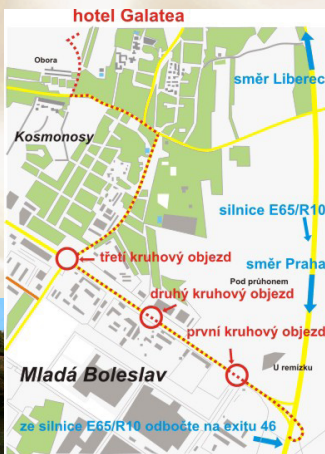 hotel Galatea
Obora
směr Liberec
Kosmonosy
silnice E65/R10
třetí kruhový objezd
směr Praha
Pod průhonem
druhý kruhový objezd
první kruhový objezd
U remízku
Mladá Boleslav
ze silnice E65/R10 odbočte na exitu 46